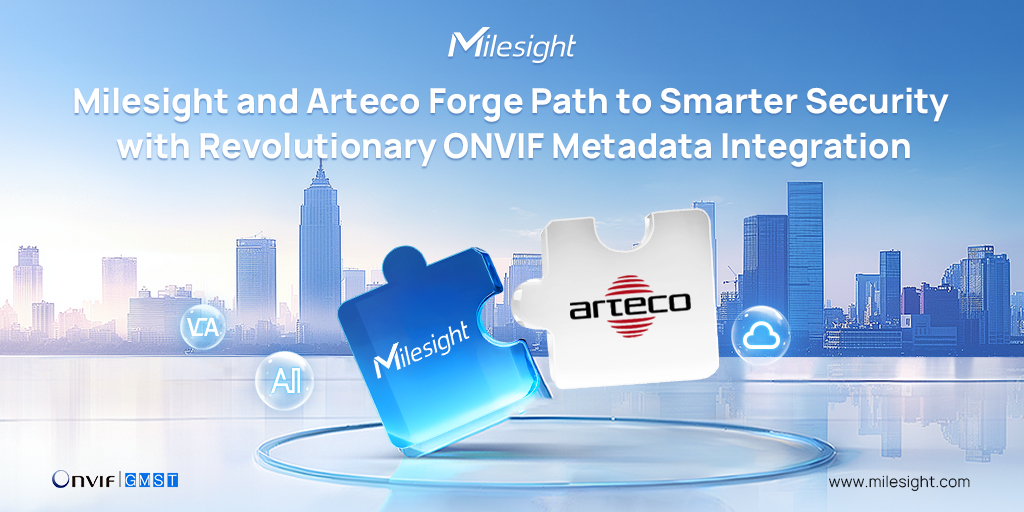 Milesight
Milesight and Arteco Forge Path to Smarter Security
with Revolutionary ONVIF Metadata Integration
VCA
AI
Milesight
arteco
ONVIF | GMST
www.milesight.com